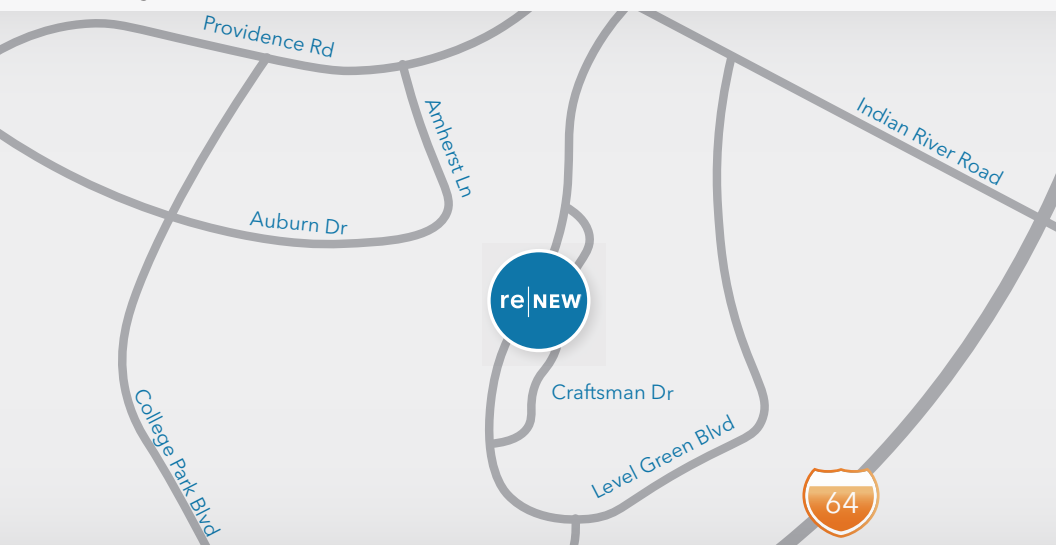 Providence Rd
Amherst Ln
Indian River Road
Auburn Dr
re|NEW
Craftsman Dr
College Park Blvd
Level Green Blvd
64